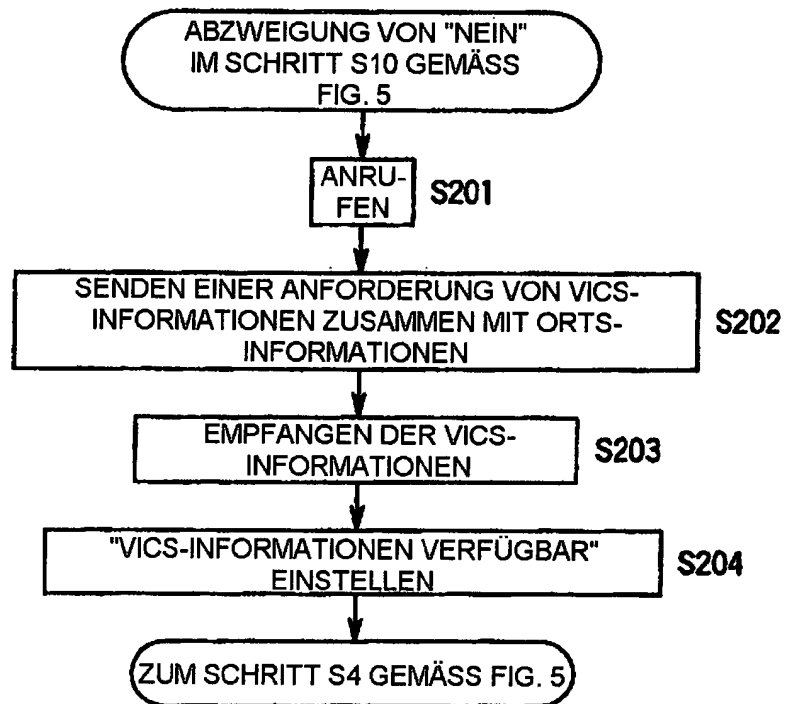 ABZWEIGUNG VON "NEIN"
IM SCHRITT S10 GEMÄSS
FIG. 5
ANRU-
FEN
S201
SENDEN EINER ANFORDERUNG VON VICS-
INFORMATIONEN ZUSAMMEN MIT ORTS-
INFORMATIONEN
S202
EMPFANGEN DER VICS-
INFORMATIONEN
S203
"VICS-INFORMATIONEN VERFÜGBAR"
EINSTELLEN
S204
ZUM SCHRITT S4 GEMÄSS FIG. 5